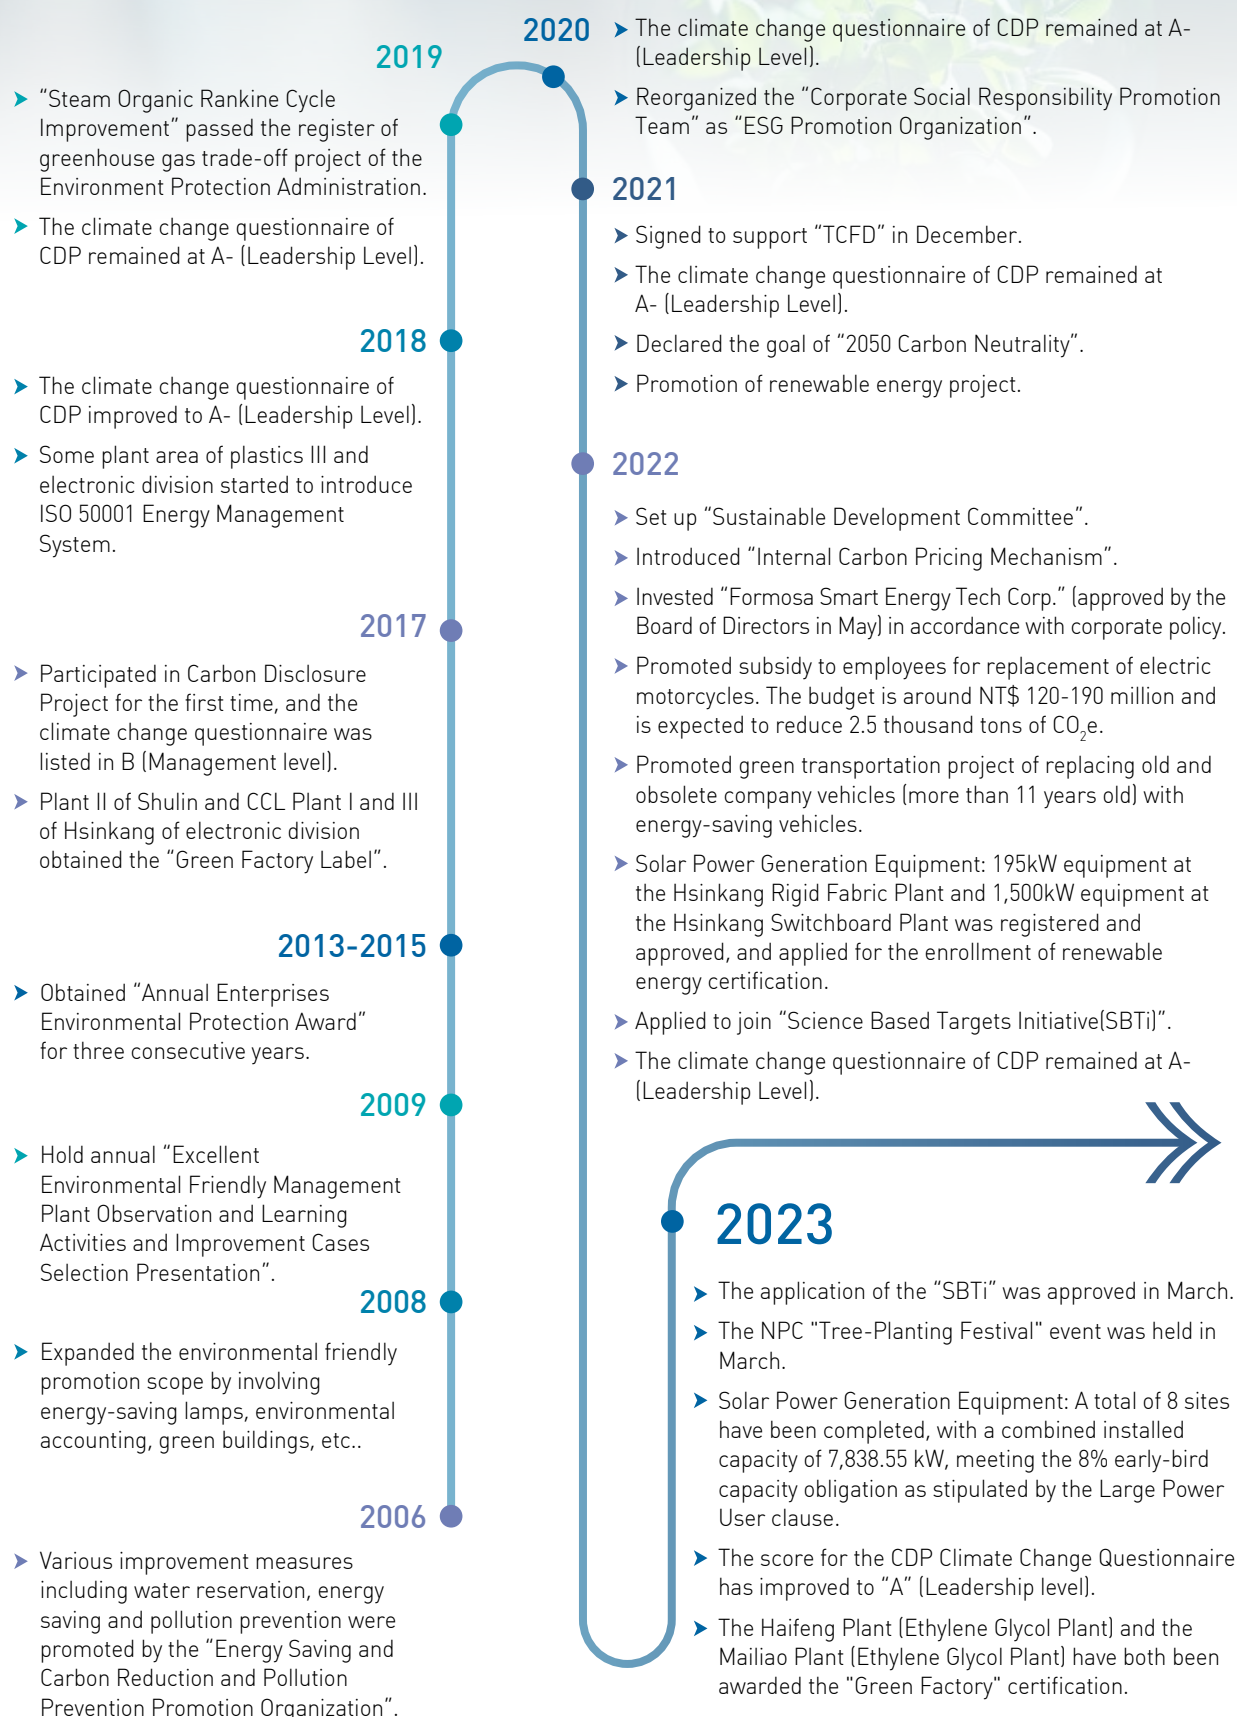 2019
“Steam Organic Rankine Cycle
Improvement” passed the register of
greenhouse gas trade-off project of the
Environment Protection Administration.
The climate change questionnaire of
CDP remained at A- (Leadership Level).
2018
The climate change questionnaire of
CDP improved to A- (Leadership Level).
Some plant area of plastics III and
electronic division started to introduce
ISO 50001 Energy Management
System.
2017
Participated in Carbon Disclosure
Project for the first time, and the
climate change questionnaire was
listed in B (Management level).
Plant II of Shulin and CCL Plant I and III
of Hsinkang of electronic division
obtained the “Green Factory Label”.
2013-2015
Obtained “Annual Enterprises
Environmental Protection Award”
for three consecutive years.
2009
Hold annual “Excellent
Environmental Friendly Management
Plant Observation and Learning
Activities and Improvement Cases
Selection Presentation”.
2008
Expanded the environmental friendly
promotion scope by involving
energy-saving lamps, environmental
accounting, green buildings, etc..
2006
Various improvement measures
including water reservation, energy
saving and pollution prevention were
promoted by the “Energy Saving and
Carbon Reduction and Pollution
Prevention Promotion Organization”.
2020
The climate change questionnaire of CDP remained at A-
(Leadership Level).
Reorganized the “Corporate Social Responsibility Promotion
Team” as “ESG Promotion Organization”.
2021
Signed to support “TCFD” in December.
The climate change questionnaire of CDP remained at
A- (Leadership Level).
Declared the goal of “2050 Carbon Neutrality”.
Promotion of renewable energy project.
2022
Set up “Sustainable Development Committee”.
Introduced “Internal Carbon Pricing Mechanism”.
Invested “Formosa Smart Energy Tech Corp.” (approved by the
Board of Directors in May) in accordance with corporate policy.
Promoted subsidy to employees for replacement of electric
motorcycles. The budget is around NT$ 120-190 million and
is expected to reduce 2.5 thousand tons of CO₂e.
Promoted green transportation project of replacing old and
obsolete company vehicles (more than 11 years old) with
energy-saving vehicles.
Solar Power Generation Equipment: 195kW equipment at
the Hsinkang Rigid Fabric Plant and 1,500kW equipment at
the Hsinkang Switchboard Plant was registered and
approved, and applied for the enrollment of renewable
energy certification.
Applied to join “Science Based Targets Initiative(SBTi)”.
The climate change questionnaire of CDP remained at A-
(Leadership Level).
2023
The application of the “SBTi” was approved in March.
The NPC "Tree-Planting Festival" event was held in
March.
Solar Power Generation Equipment: A total of 8 sites
have been completed, with a combined installed
capacity of 7,838.55 kW, meeting the 8% early-bird
capacity obligation as stipulated by the Large Power
User clause.
The score for the CDP Climate Change Questionnaire
has improved to “A” (Leadership level).
The Haifeng Plant (Ethylene Glycol Plant) and the
Mailiao Plant (Ethylene Glycol Plant) have both been
awarded the "Green Factory" certification.